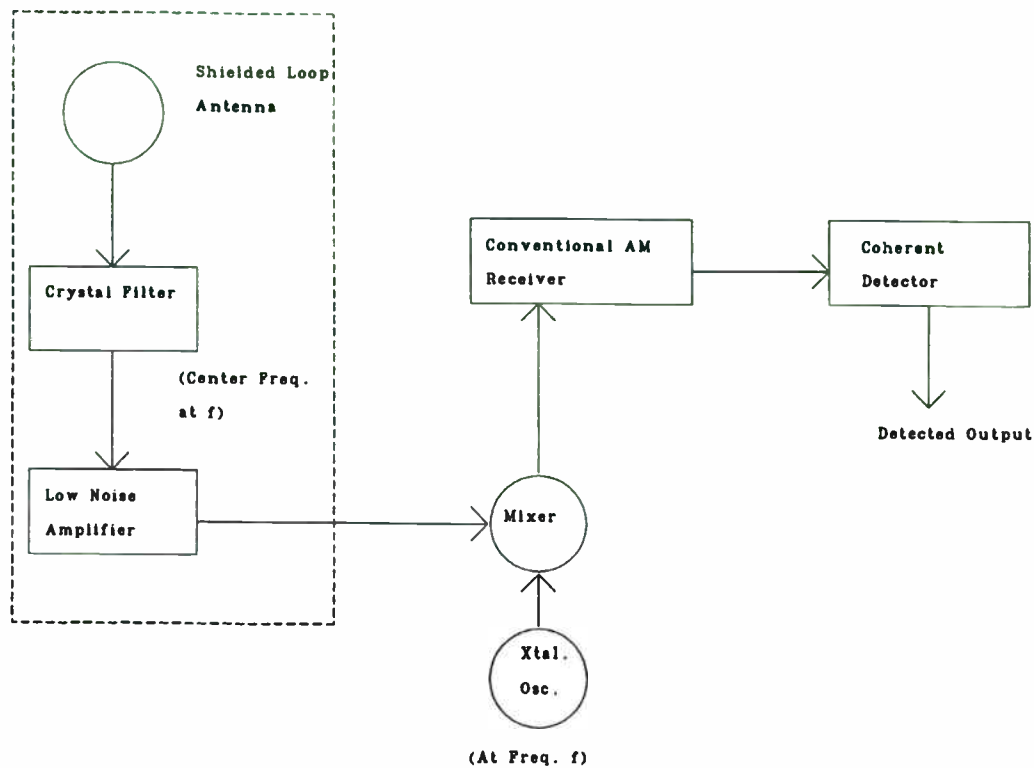 Shielded Loop
Antenna
Crystal Filter
(Center Freq.
at f)
Low Noise
Amplifier
Conventional AM
Receiver
Coherent
Detector
Detected Output
Mixer
Xtal.
Osc.
(At Freq. f)